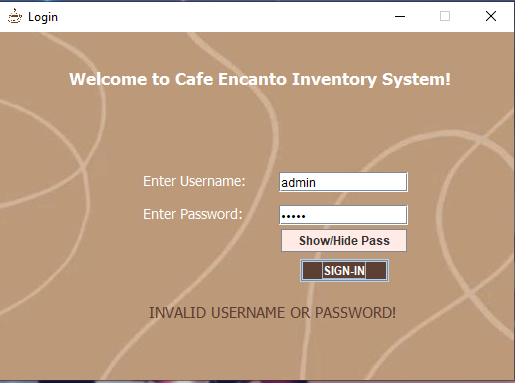 Login
Welcome to Cafe Encanto Inventory System!
Enter Username: admin
Enter Password: •••••
Show/Hide Pass
SIGN-IN
INVALID USERNAME OR PASSWORD!